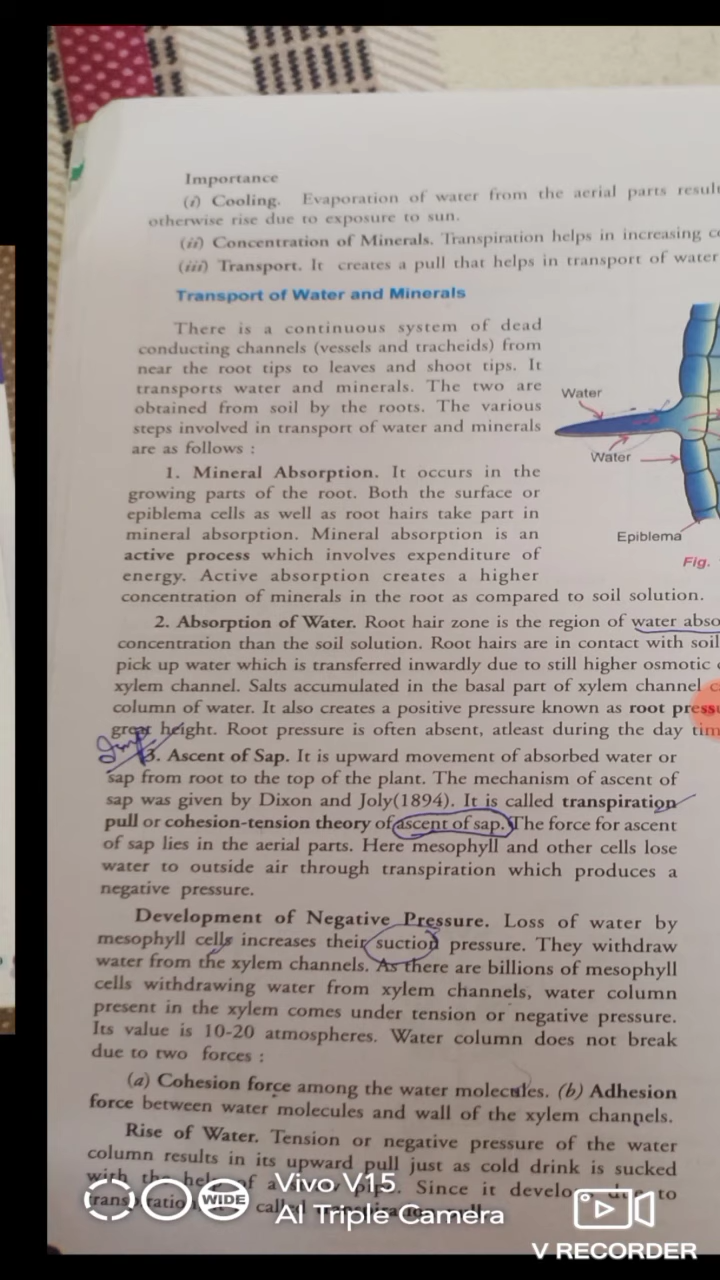 Importance
(i) Cooling. Evaporation of water from the aerial parts
otherwise rise due to exposure to sun.
(ii) Concentration of Minerals. Transpiration helps in increasing
(iii) Transport. It creates a pull that helps in transport of water
Transport of Water and Minerals
There is a continuous system of dead
conducting channels (vessels and tracheids) from
near the root tips to leaves and shoot tips. It
transports water and minerals. The two are
obtained from soil by the roots. The various
steps involved in transport of water and minerals
are as follows :
Water
Water
Epiblema
Fig.
1. Mineral Absorption. It occurs in the
growing parts of the root. Both the surface or
epiblema cells as well as root hairs take part in
mineral absorption. Mineral absorption is an
active process which involves expenditure of
energy. Active absorption creates a higher
concentration of minerals in the root as compared to soil solution.
2. Absorption of Water. Root hair zone is the region of water abso
concentration than the soil solution. Root hairs are in contact with soil
pick up water which is transferred inwardly due to still higher osmotic
xylem channel. Salts accumulated in the basal part of xylem channel
column of water. It also creates a positive pressure known as root press
great height. Root pressure is often absent, atleast during the day tim
Imp
3. Ascent of Sap. It is upward movement of absorbed water or
sap from root to the top of the plant. The mechanism of ascent of
sap was given by Dixon and Joly(1894). It is called transpiration
pull or cohesion-tension theory of ascent of sap. The force for ascent
of sap lies in the aerial parts. Here mesophyll and other cells lose
water to outside air through transpiration which produces a
negative pressure.
Development of Negative Pressure. Loss of water by
mesophyll cells increases their suction pressure. They withdraw
water from the xylem channels. As there are billions of mesophyll
cells withdrawing water from xylem channels, water column
present in the xylem comes under tension or negative pressure.
Its value is 10-20 atmospheres. Water column does not break
due to two forces :
(a) Cohesion force among the water molecules. (b) Adhesion
force between water molecules and wall of the xylem channels.
Rise of Water. Tension or negative pressure of the water
column results in its upward pull just as cold drink is sucked
with the help of a pipe. Since it develo to
called
WIDE
Vivo V15
AI Triple Camera
V RECORDER